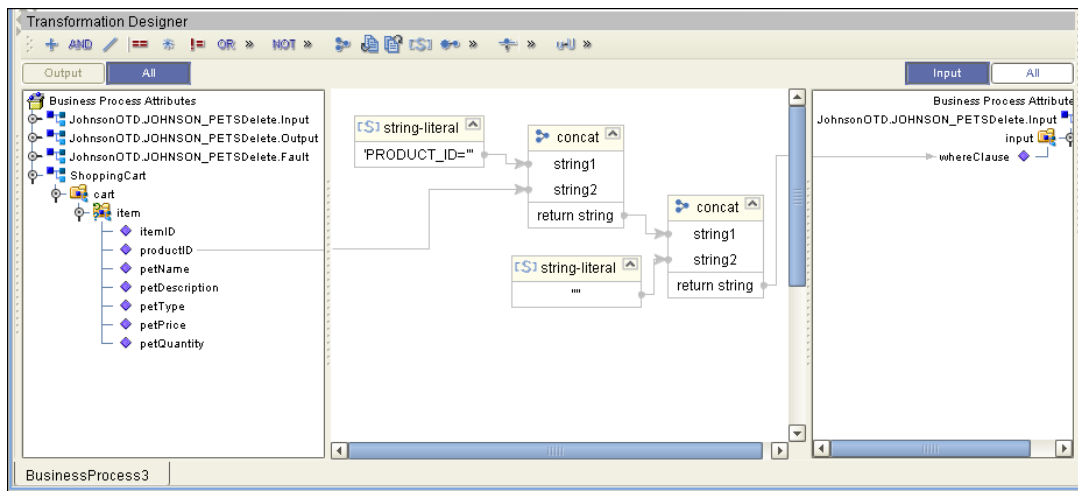 Transformation Designer
AND == != OR » NOT » [S] » » »
Output All Input All
Business Process Attributes
JohnsonOTD.JOHNSON_PETSDelete.Input
JohnsonOTD.JOHNSON_PETSDelete.Output
JohnsonOTD.JOHNSON_PETSDelete.Fault
ShoppingCart
cart
item
itemID
productID
petName
petDescription
petType
petPrice
petQuantity
[S] string-literal
'PRODUCT_ID='"
concat
string1
string2
return string
[S] string-literal
""
concat
string1
string2
return string
Business Process Attribute
JohnsonOTD.JOHNSON_PETSDelete.Input
input
whereClause
BusinessProcess3